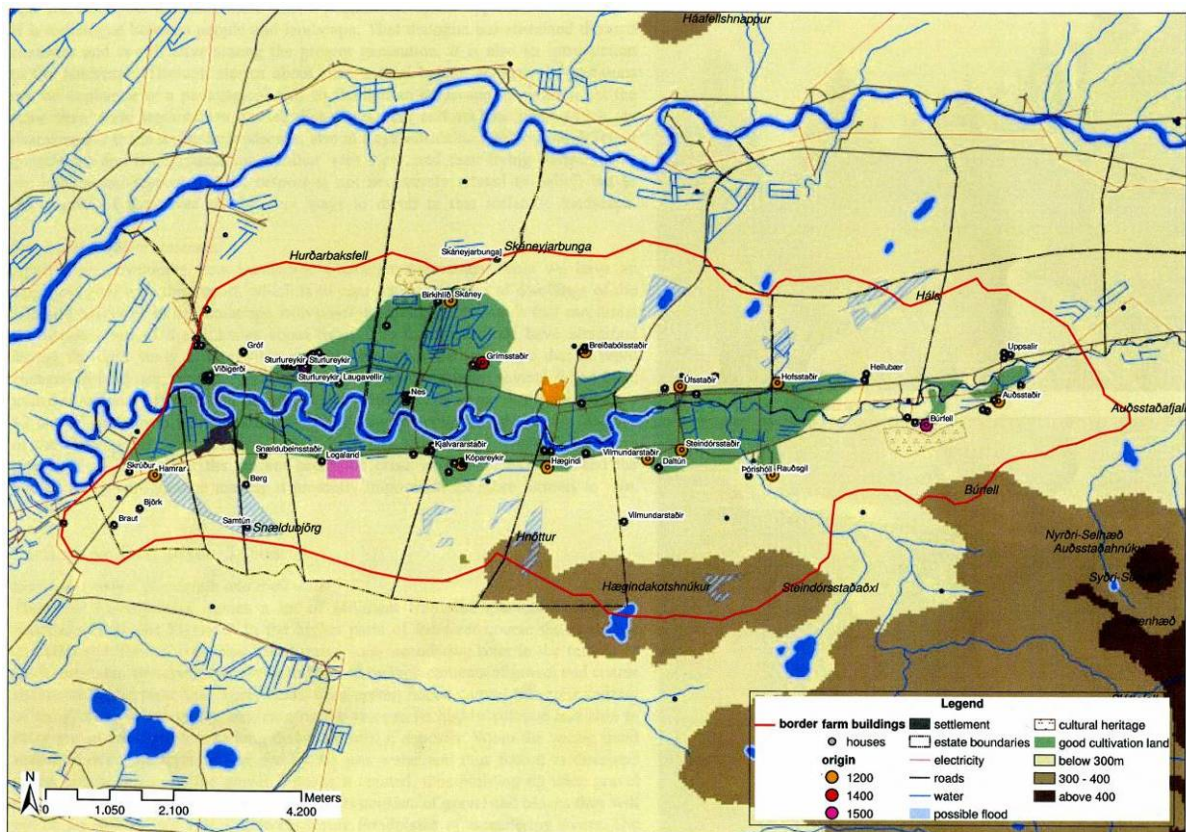 Háafellshnappur
Skáneyjarbunga
Skáneyjarbunga]
Hurðarbaksfell
Háls
Birkihlíð
Skáney
Gróf
Sturlureykir
Sturlureykir
Grímsstaðir
Breiðabólsstaðir
Uppsalir
Víðigerði
Sturlureykir
Laugavellir
Úlfsstaðir
Hofsstaðir
Hellubær
Nes
Auðsstaðir
Auðsstaðafjall
Búrfell
Snældubeinsstaðir
Kjalvararstaðir
Steindórsstaðir
Logaland
Kópareykir
Hægindi
Vilmundarstaðir
Daltún
Skrúður
Hamrar
Berg
Þórishóll
Rauðsgil
Búrfell
Björk
Braut
Samtún
Snældubjörg
Vilmundarstaðir
Hnöttur
Nyrðri-Selhæð
Auðsstaðahnúku
Syðri-Sel
Hægindakotshnúkur
Steindórsstaðaöxl
enhæð
N
Meters
0 1.050 2.100 4.200
Legend
border farm buildings
houses
origin
1200
1400
1500
settlement
estate boundaries
electricity
roads
water
possible flood
cultural heritage
good cultivation land
below 300m
300 - 400
above 400